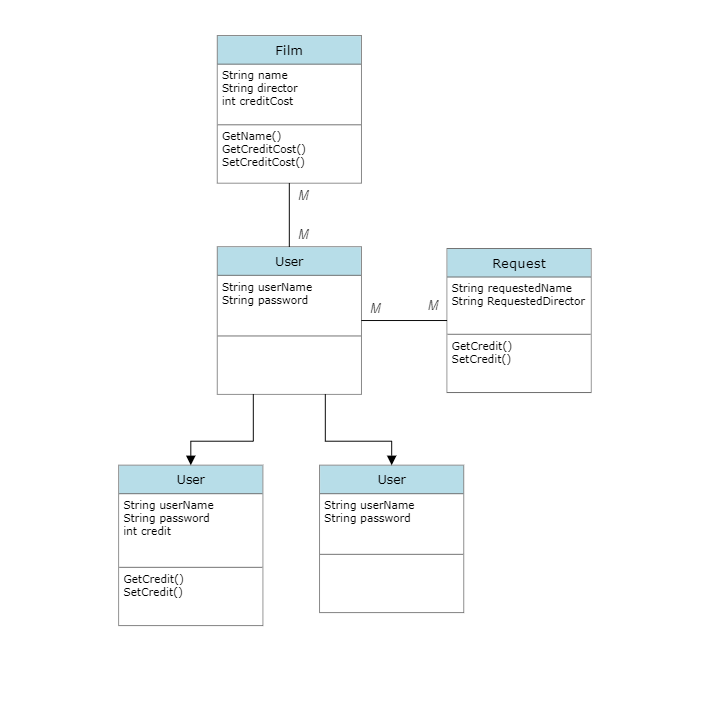 Film
String name
String director
int creditCost
GetName()
GetCreditCost()
SetCreditCost()
M
M
User
String userName
String password
M
M
Request
String requestedName
String RequestedDirector
GetCredit()
SetCredit()
User
String userName
String password
int credit
GetCredit()
SetCredit()
User
String userName
String password